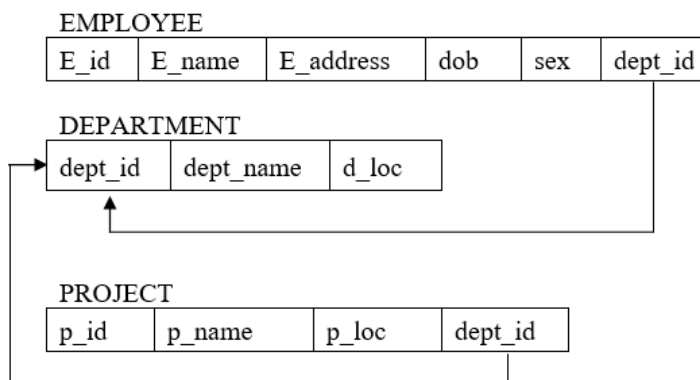 EMPLOYEE
E_id E_name E_address dob sex dept_id
DEPARTMENT
dept_id dept_name d_loc
PROJECT
p_id p_name p_loc dept_id